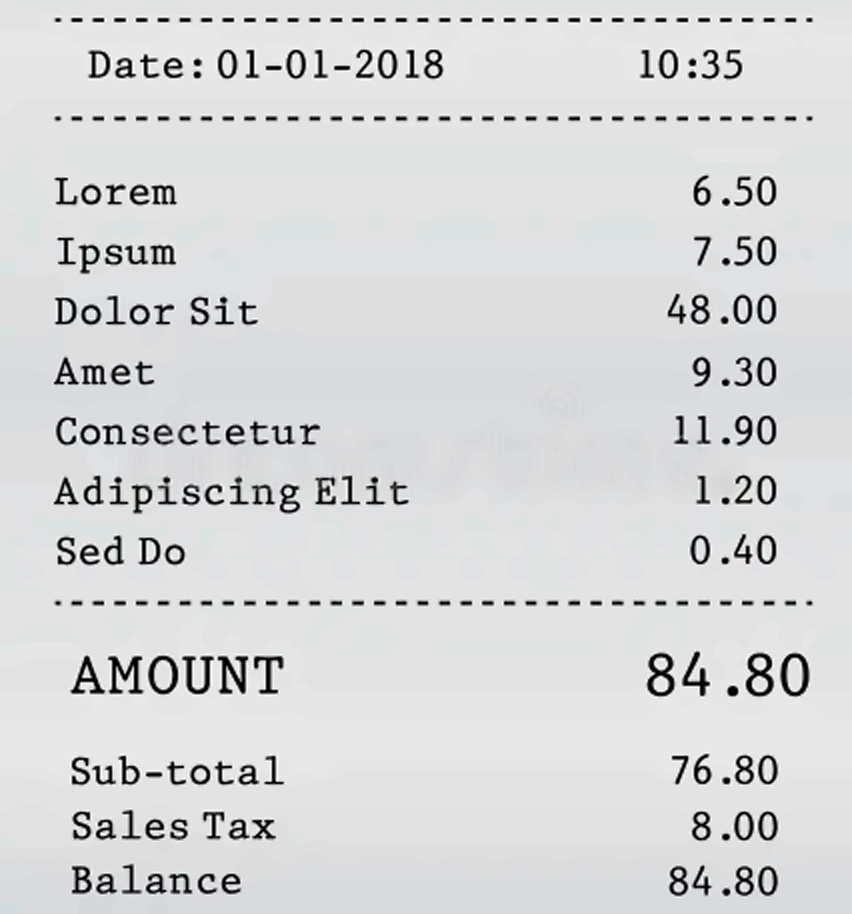 Date: 01-01-2018 10:35
Lorem 6.50
Ipsum 7.50
Dolor Sit 48.00
Amet 9.30
Consectetur 11.90
Adipiscing Elit 1.20
Sed Do 0.40
AMOUNT 84.80
Sub-total 76.80
Sales Tax 8.00
Balance 84.80